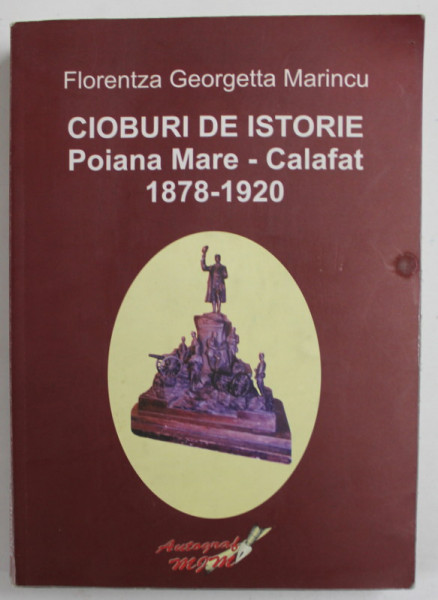 Florentza Georgetta Marincu
CIOBURI DE ISTORIE
Poiana Mare - Calafat
1878-1920
Autograf
MJM